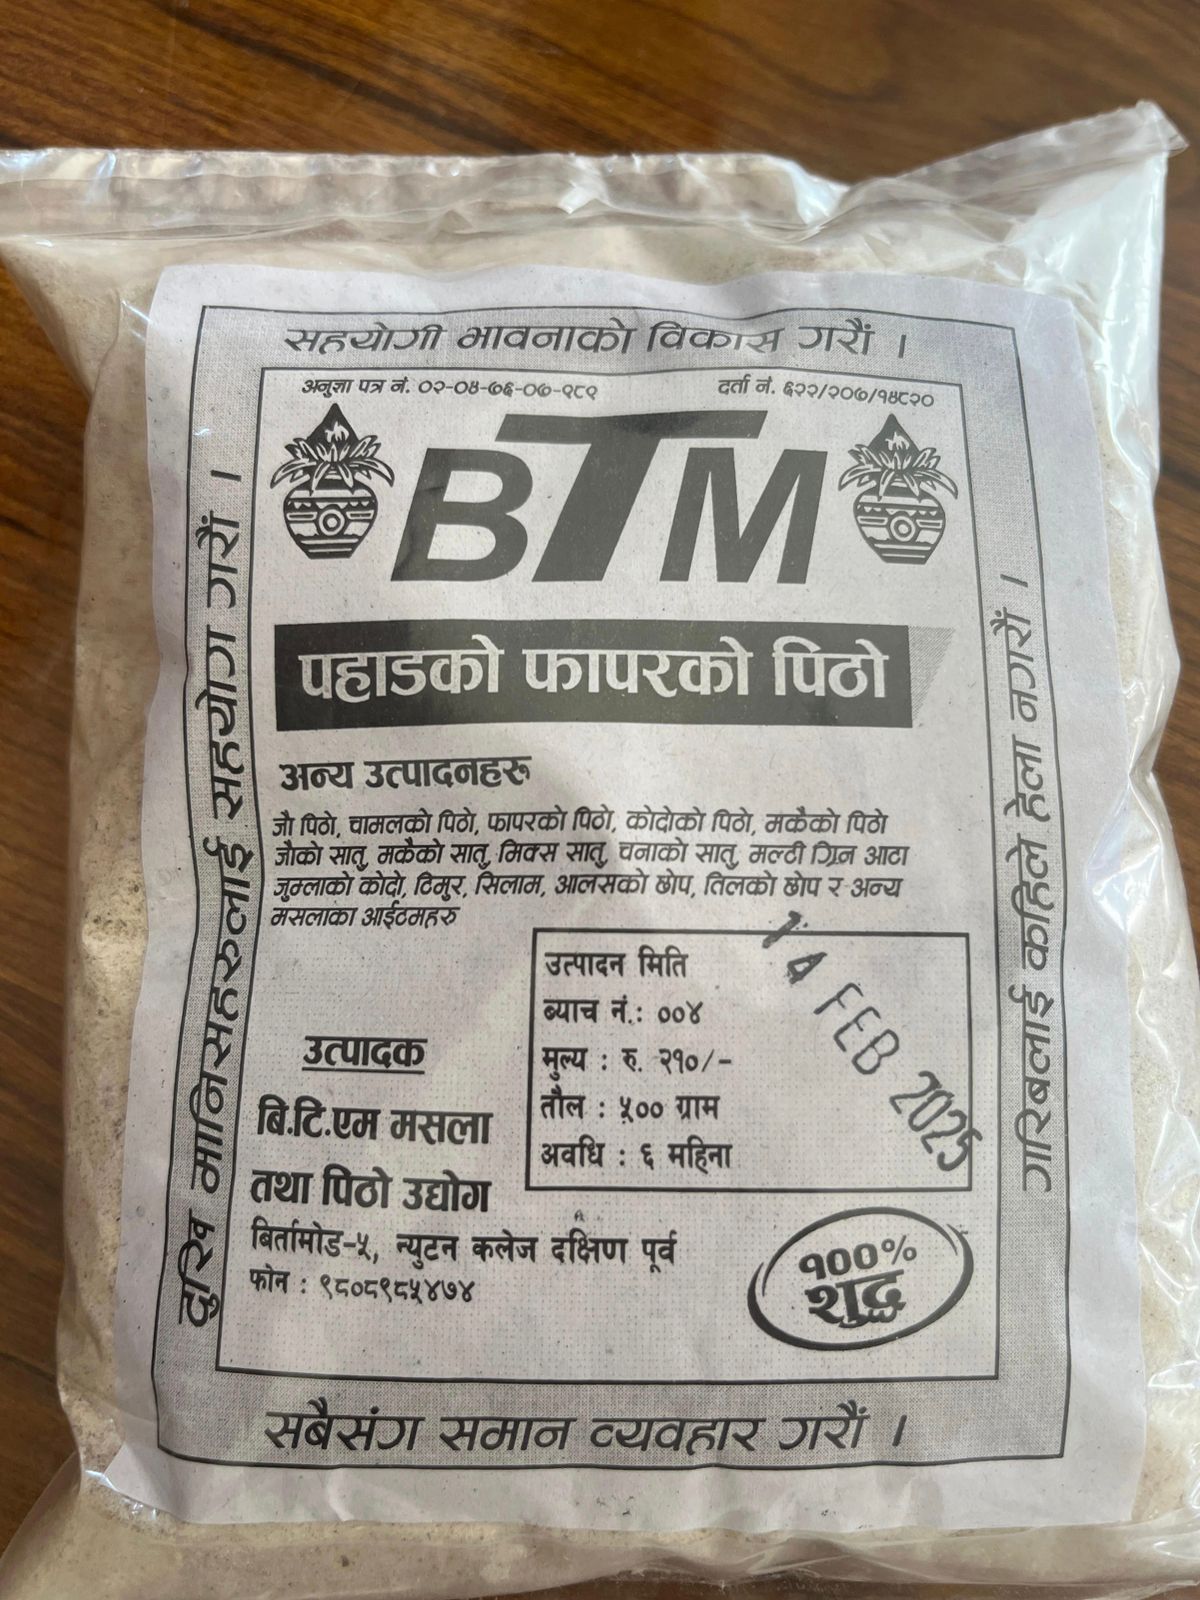 सहयोगी भावनाको विकास गरौं ।
अनुज्ञा पत्र नं. ०२-०४-७६-०७-९८९
दर्ता नं. ६२२/२०७/१४८२०
BTM
पहाडको फापरको पिठो
अन्य उत्पादनहरू
जौ पिठो, चामलको पिठो, फापरको पिठो, कोदोको पिठो, मकैको पिठो
जौको सातु, मकैको सातु, मिक्स सातु, चनाको सातु, मल्टी ग्रिन आटा
जुम्लाको कोदो, टिमुर, सिलाम, आलसको छोप, तिलको छोप र अन्य
मसलाका आईटमहरु
उत्पादन मिति
14 FEB 2025
ब्याच नं.: ००४
मुल्य : रु. २१०/-
तौल : ५०० ग्राम
अवधि : ६ महिना
उत्पादक
बि.टि.एम मसला
तथा पिठो उद्योग
बिर्तामोड-५, न्युटन कलेज दक्षिण पूर्व
फोन : ९८०८९८५४७४
१००%
शुद्ध
दुखि मानिसहरुलाई सहयोग गरौं ।
गरिबलाई कहिले हेला नगरौं ।
सबैसंग समान व्यवहार गरौं ।